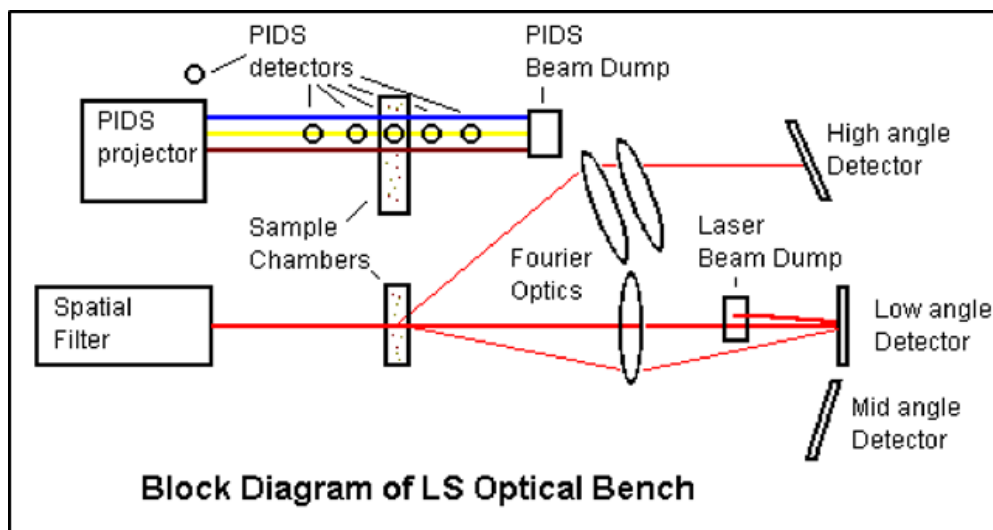 PIDS
detectors
PIDS
Beam Dump
PIDS
projector
High angle
Detector
Sample
Chambers
Fourier
Optics
Laser
Beam Dump
Spatial
Filter
Low angle
Detector
Mid angle
Detector
Block Diagram of LS Optical Bench